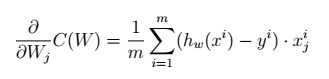 ∂/∂W_j C(W) = 1/m ∑_{i=1}^{m} (h_w(x^i) − y^i) · x_j^i